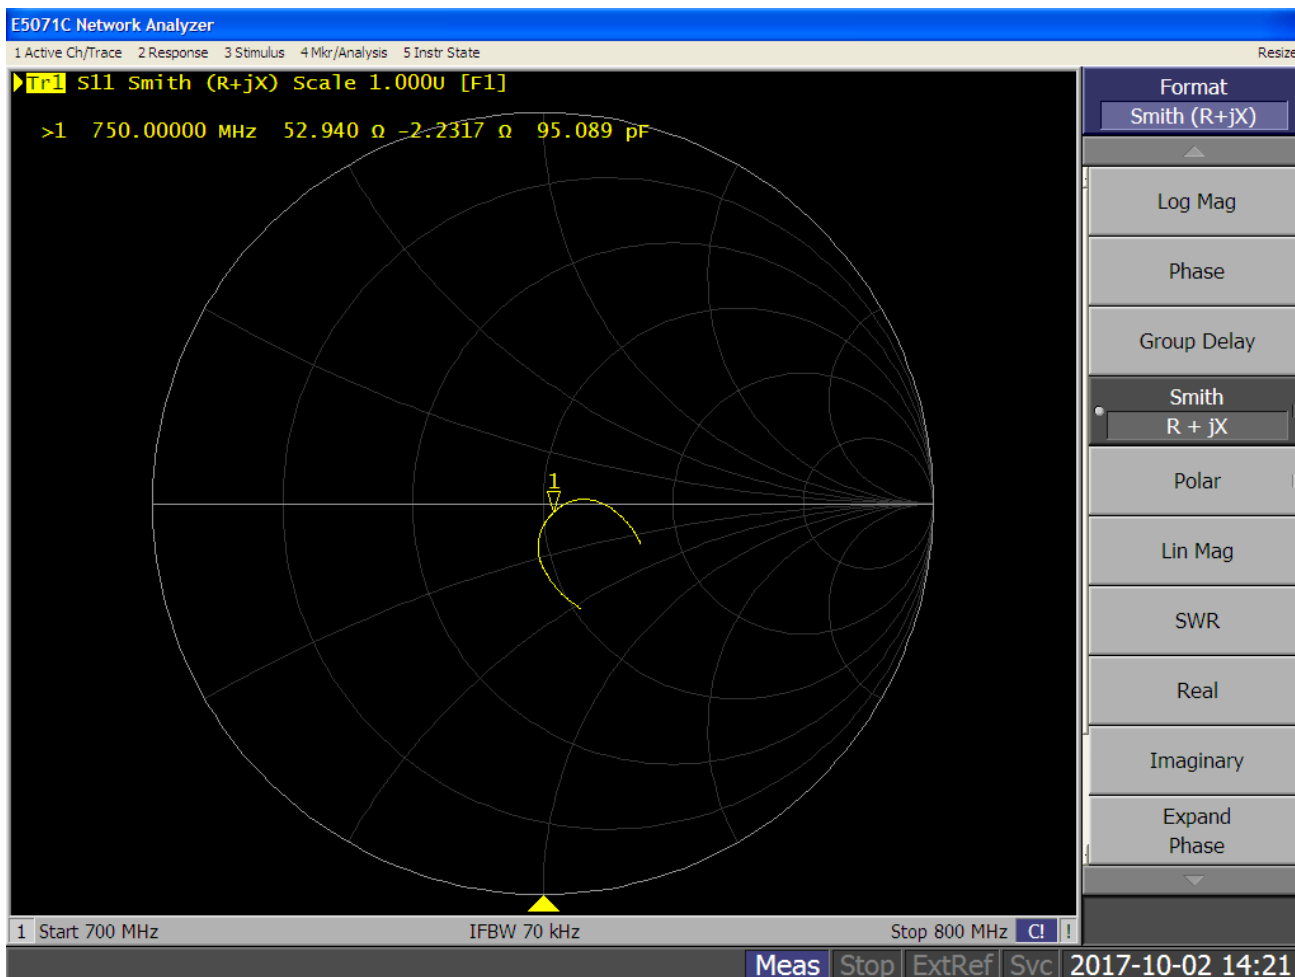 E5071C Network Analyzer
1 Active Ch/Trace 2 Response 3 Stimulus 4 Mkr/Analysis 5 Instr State
Resize
Tr1 S11 Smith (R+jX) Scale 1.000U [F1]
>1 750.00000 MHz 52.940 Ω -2.2317 Ω 95.089 pF
1
Format
Smith (R+jX)
Log Mag
Phase
Group Delay
Smith
R + jX
Polar
Lin Mag
SWR
Real
Imaginary
Expand
Phase
1 Start 700 MHz IFBW 70 kHz Stop 800 MHz C! !
Meas Stop ExtRef Svc 2017-10-02 14:21